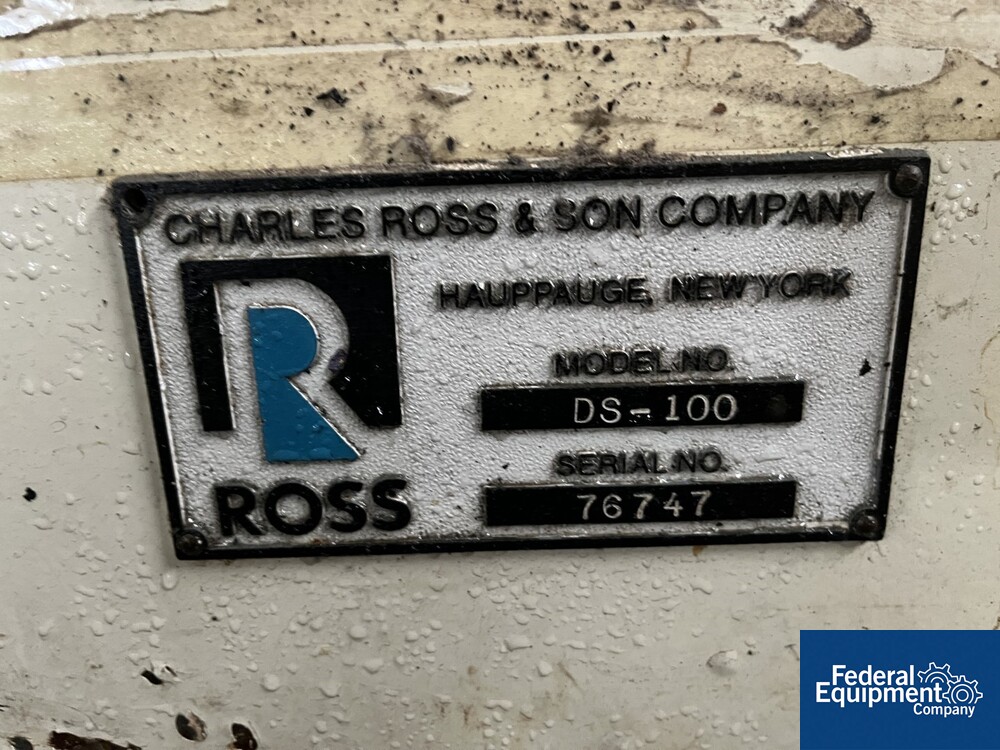 CHARLES ROSS & SON COMPANY
HAUPPAUGE, NEW YORK
MODEL NO.
DS-100
SERIAL NO.
76747
R
ROSS
Federal
Equipment
Company